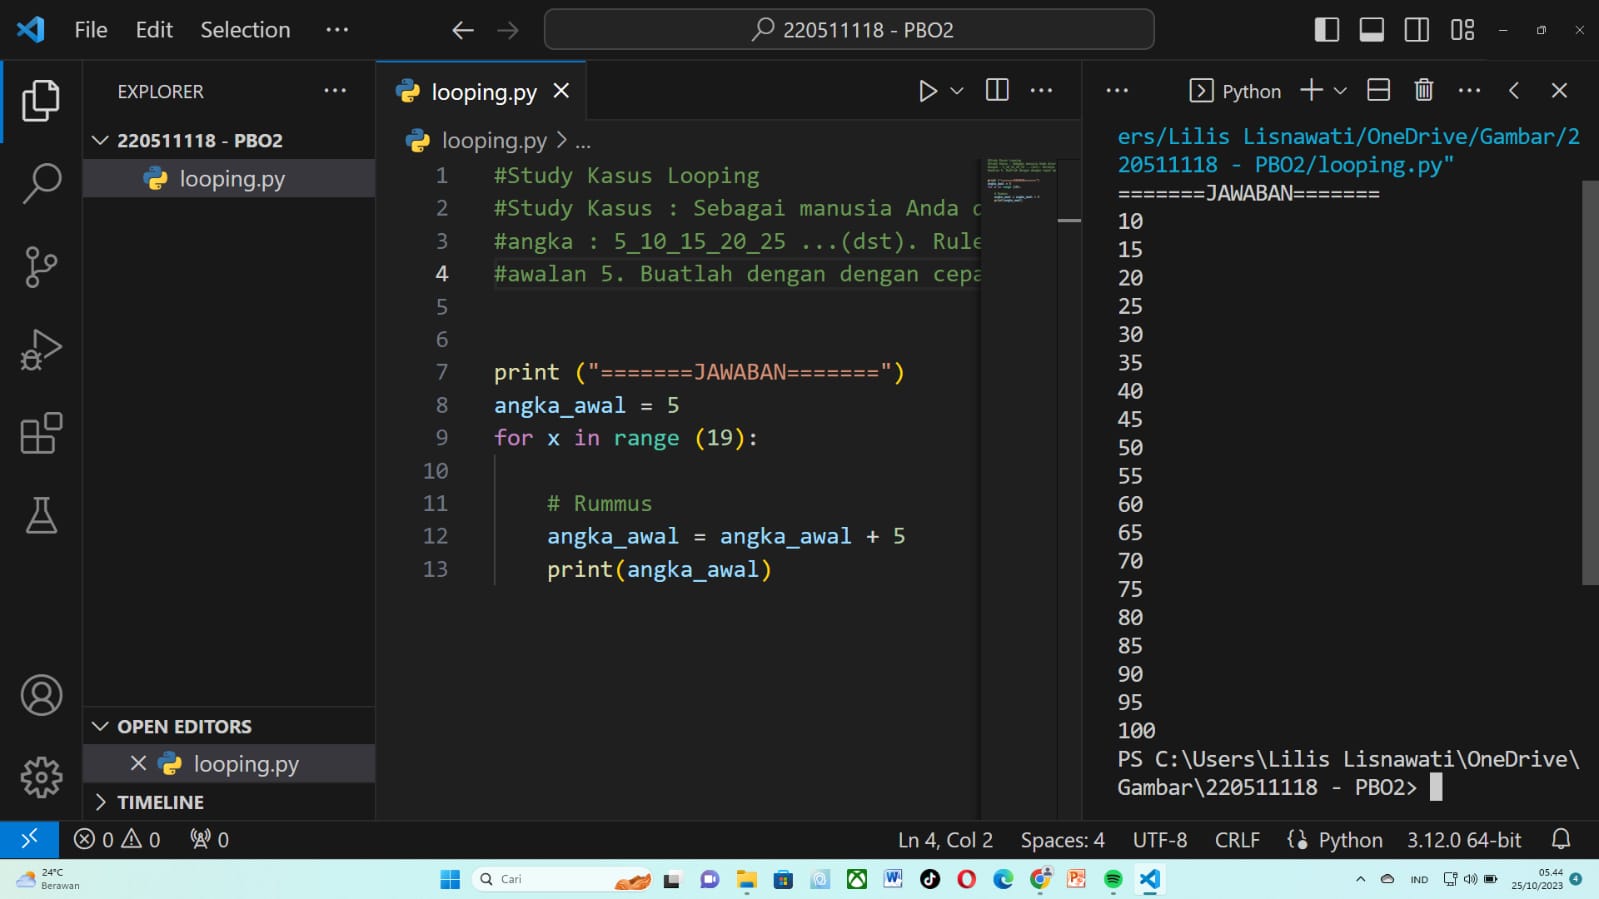 File Edit Selection ...
220511118 - PBO2
EXPLORER ...
220511118 - PBO2
looping.py
OPEN EDITORS
looping.py
TIMELINE
looping.py
looping.py > ...
1 #Study Kasus Looping
2 #Study Kasus : Sebagai manusia Anda
3 #angka : 5_10_15_20_25 ...(dst). Rule
4 #awalan 5. Buatlah dengan dengan cepa
5
6
7 print ("=======JAWABAN=======")
8 angka_awal = 5
9 for x in range (19):
10
11 # Rummus
12 angka_awal = angka_awal + 5
13 print(angka_awal)
Python
ers/Lilis Lisnawati/OneDrive/Gambar/2
20511118 - PBO2/looping.py"
=======JAWABAN=======
10
15
20
25
30
35
40
45
50
55
60
65
70
75
80
85
90
95
100
PS C:\Users\Lilis Lisnawati\OneDrive\
Gambar\220511118 - PBO2>
0 0 0 Ln 4, Col 2 Spaces: 4 UTF-8 CRLF Python 3.12.0 64-bit
24°C
Berawan
Cari
IND
05.44
25/10/2023
4